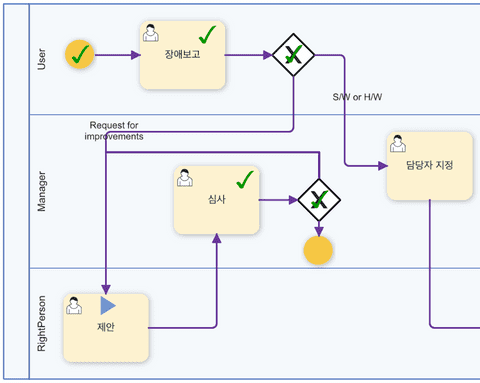 User
장애보고
S/W or H/W
Request for
improvements
Manager
심사
담당자 지정
RightPerson
제안